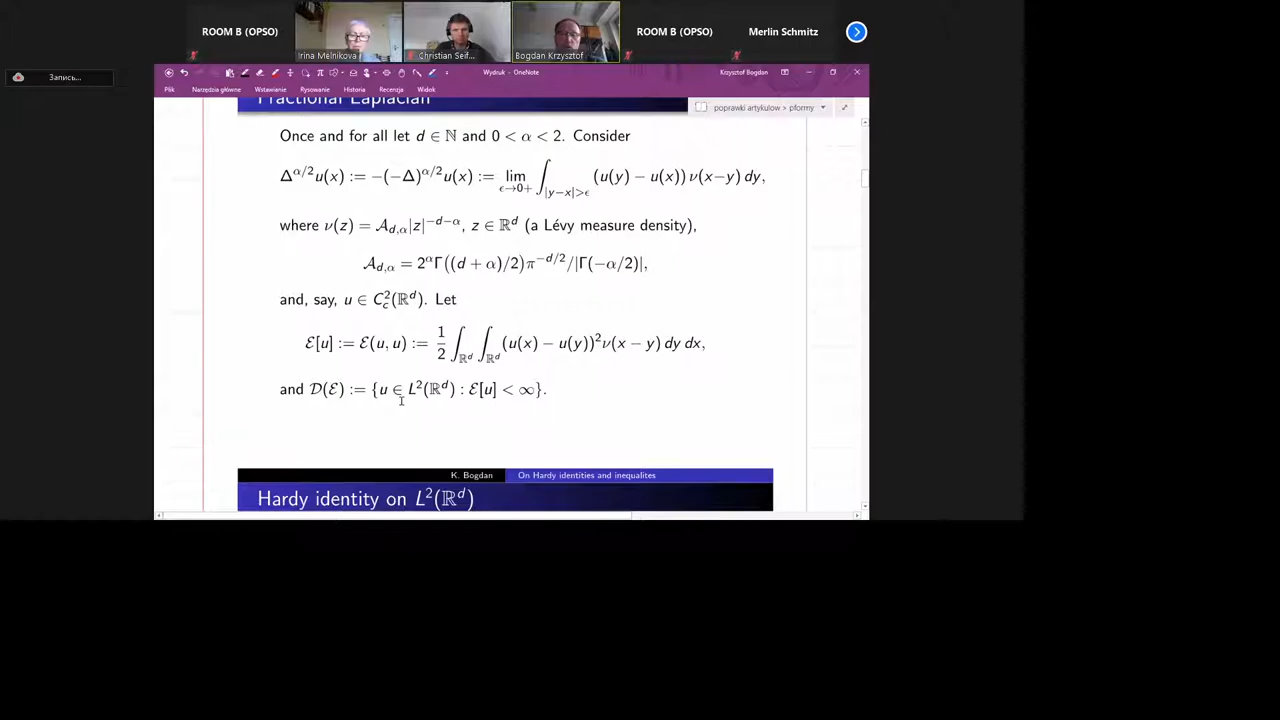 ROOM B (OPSO)
Irina Melnikova
Christian Seif...
Bogdan Krzysztof
ROOM B (OPSO)
Merlin Schmitz
Запись...
Wydruk – OneNote
Krzysztof Bogdan
Plik Narzędzia główne Wstawianie Rysowanie Historia Recenzja Widok
poprawki artykulow > pformy
Fractional Laplacian
Once and for all let d ∈ ℕ and 0 < α < 2. Consider
Δ^{α/2}u(x) := −(−Δ)^{α/2}u(x) := lim_{ϵ→0+} ∫_{|y−x|>ϵ} (u(y) − u(x)) ν(x−y) dy,
where ν(z) = 𝒜_{d,α}|z|^{−d−α}, z ∈ ℝ^d (a Lévy measure density),
𝒜_{d,α} = 2^αΓ((d + α)/2)π^{−d/2}/|Γ(−α/2)|,
and, say, u ∈ C_c^2(ℝ^d). Let
ℰ[u] := ℰ(u, u) := 1/2 ∫_{ℝ^d} ∫_{ℝ^d} (u(x) − u(y))^2 ν(x − y) dy dx,
and 𝒟(ℰ) := {u ∈ L^2(ℝ^d) : ℰ[u] < ∞}.
K. Bogdan On Hardy identities and inequalites
Hardy identity on L^2(ℝ^d)